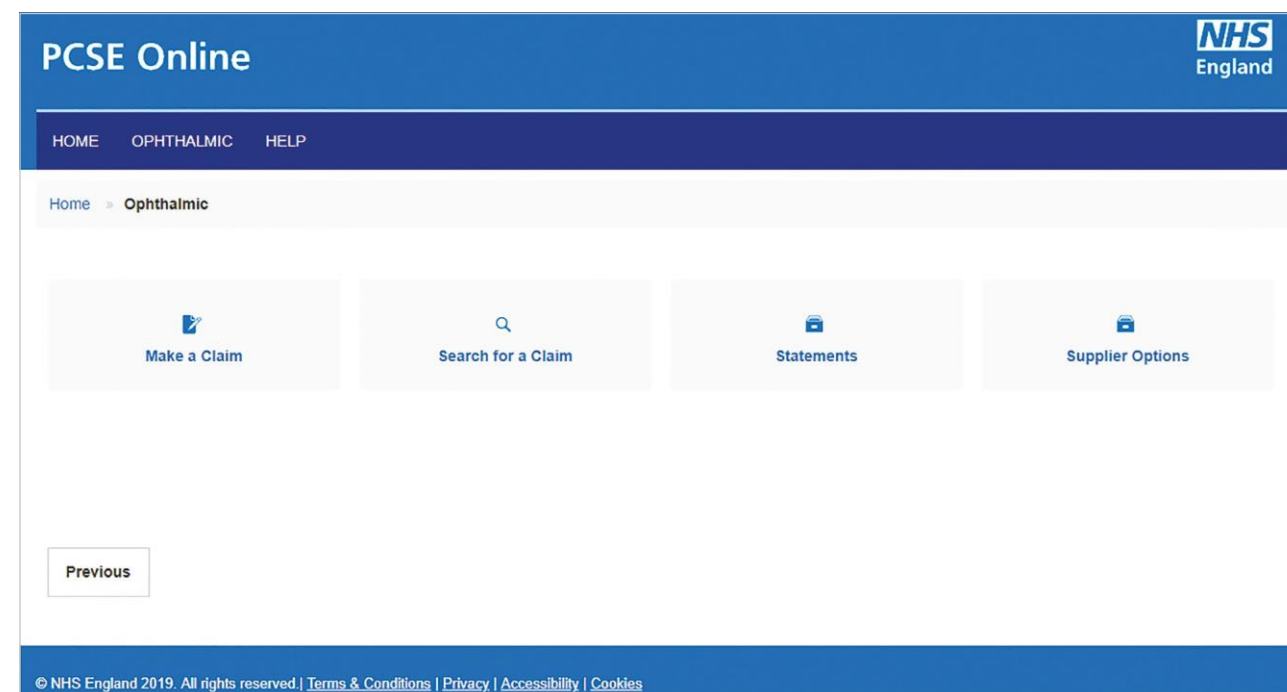 PCSE Online
NHS
England
HOME OPHTHALMIC HELP
Home » Ophthalmic
Make a Claim
Search for a Claim
Statements
Supplier Options
Previous
© NHS England 2019. All rights reserved.| Terms & Conditions | Privacy | Accessibility | Cookies